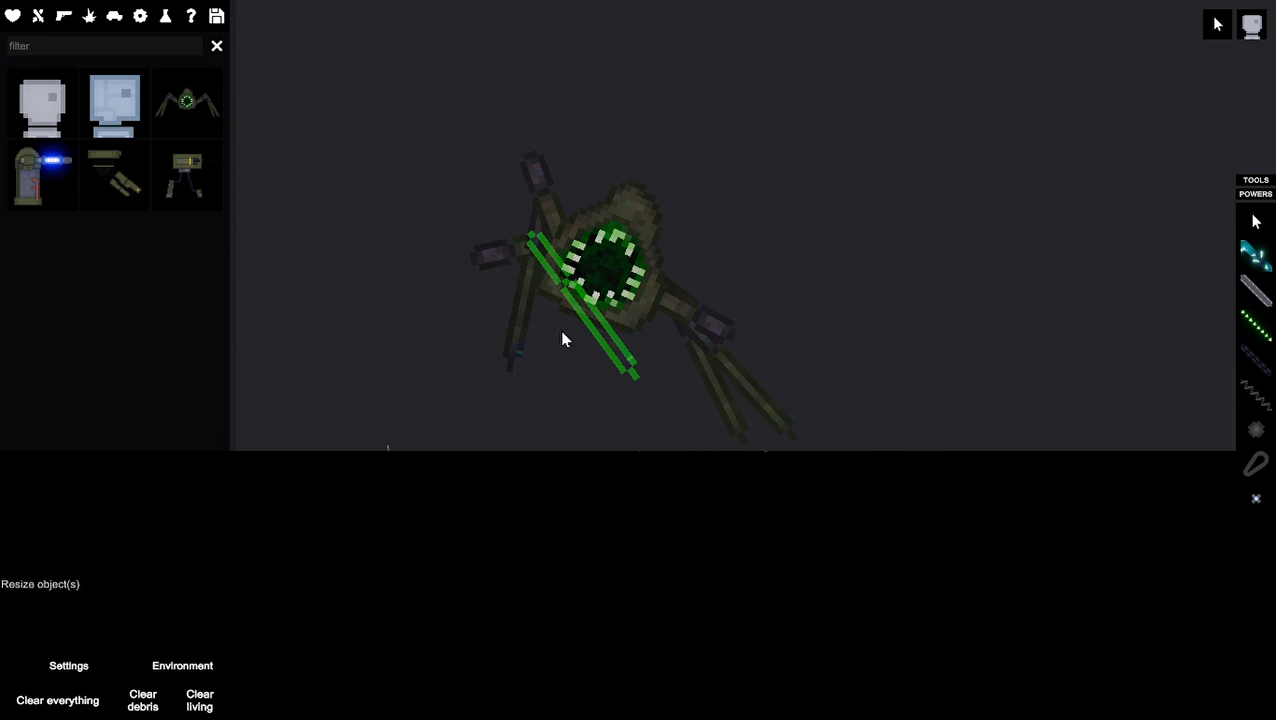 filter
TOOLS
POWERS
Resize object(s)
Settings
Environment
Clear everything
Clear
debris
Clear
living